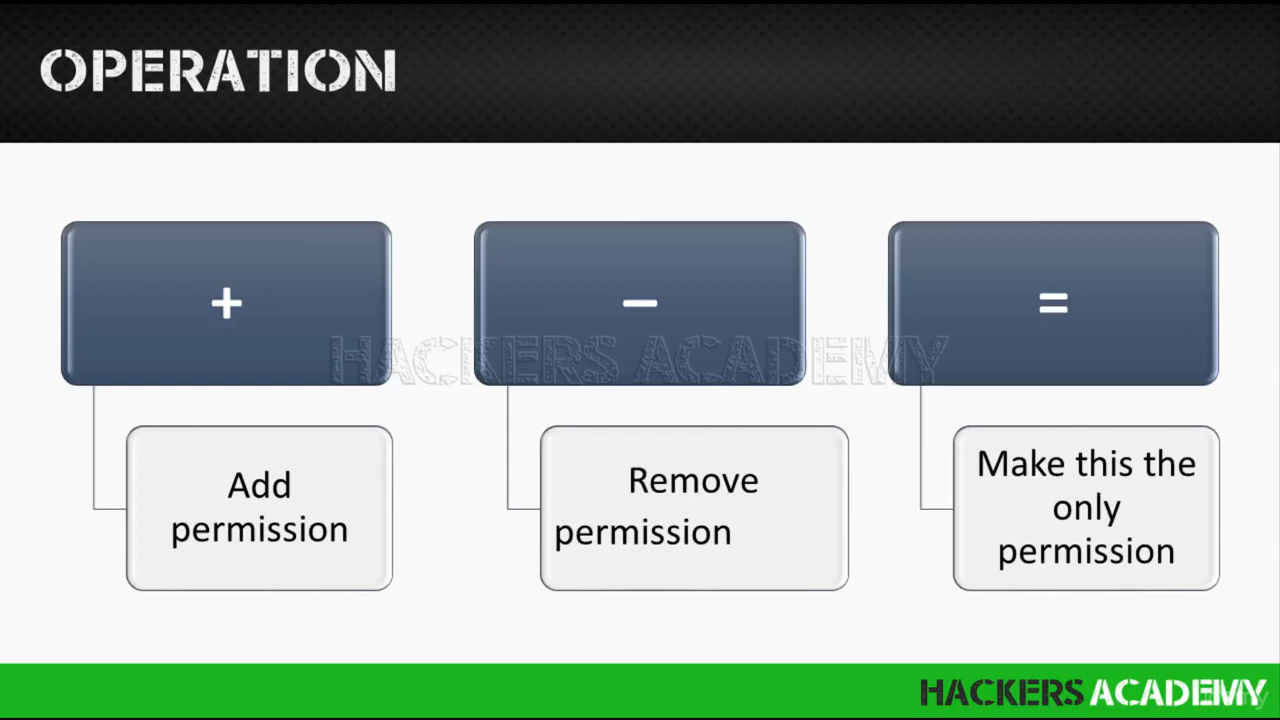 OPERATION
+
–
=
HACKERS ACADEMY
Add
permission
Remove
permission
Make this the
only
permission
HACKERS ACADEMY